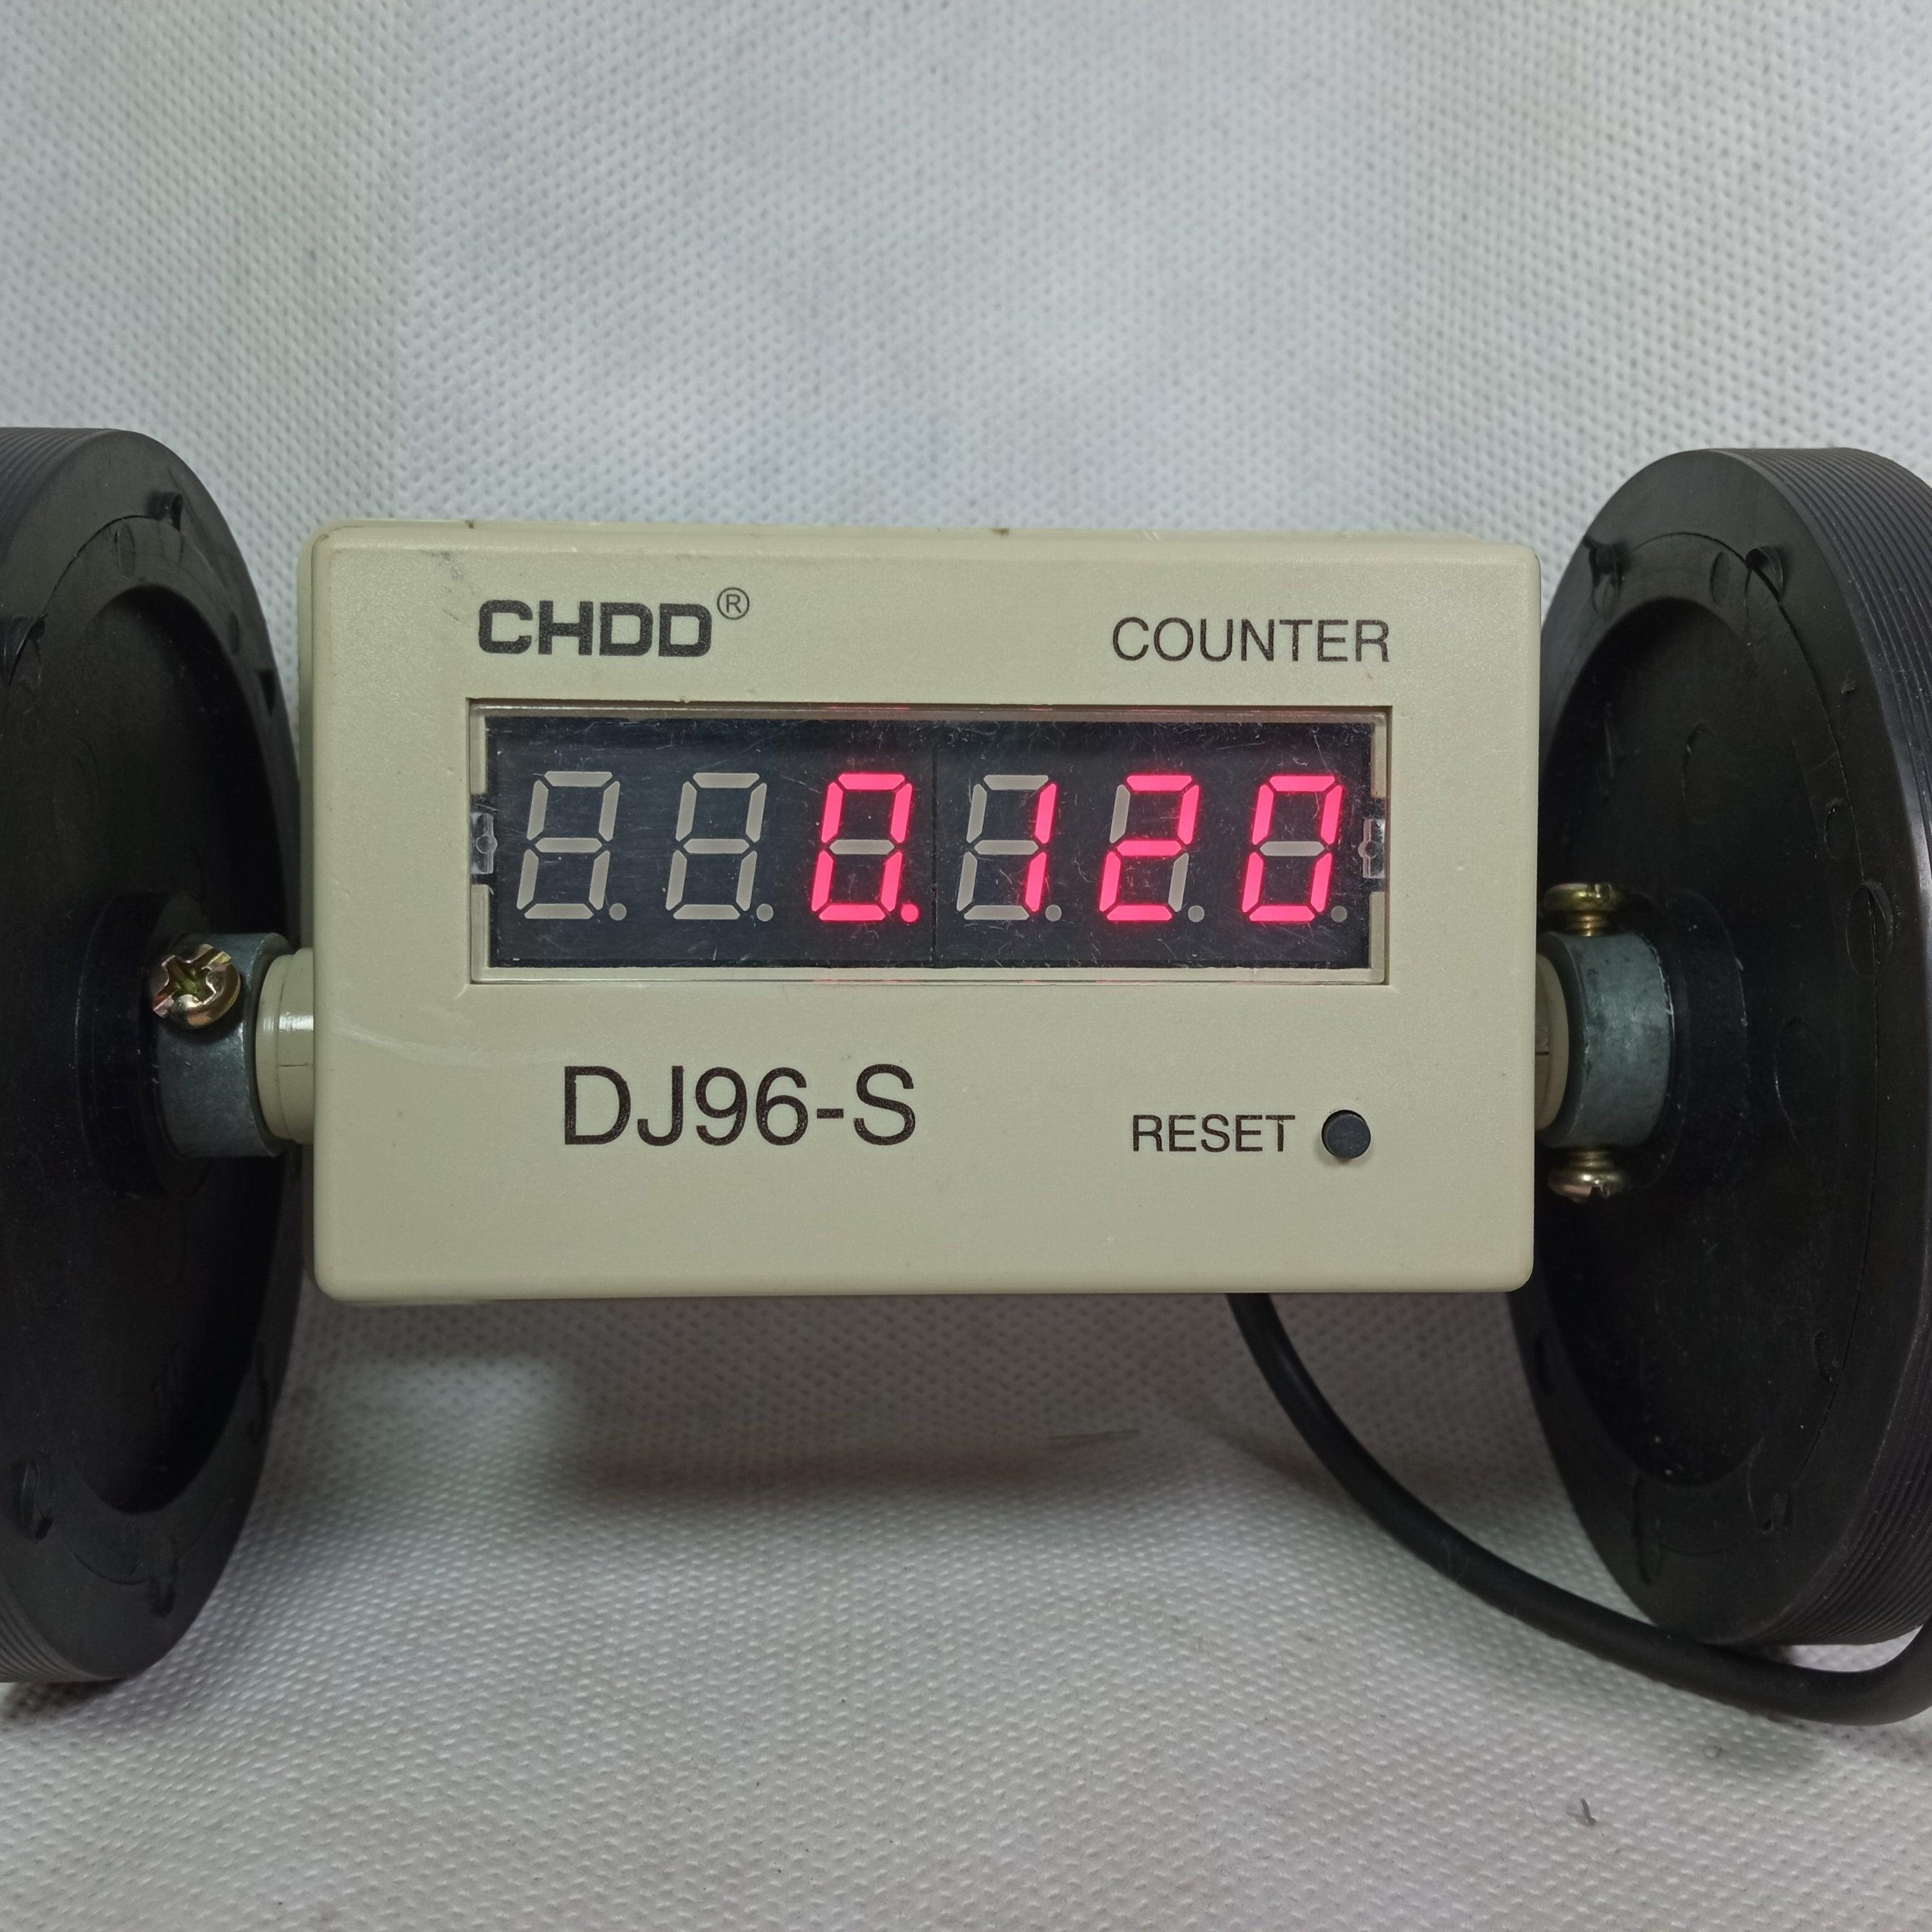 CHDD®
COUNTER
0.120
DJ96-S
RESET